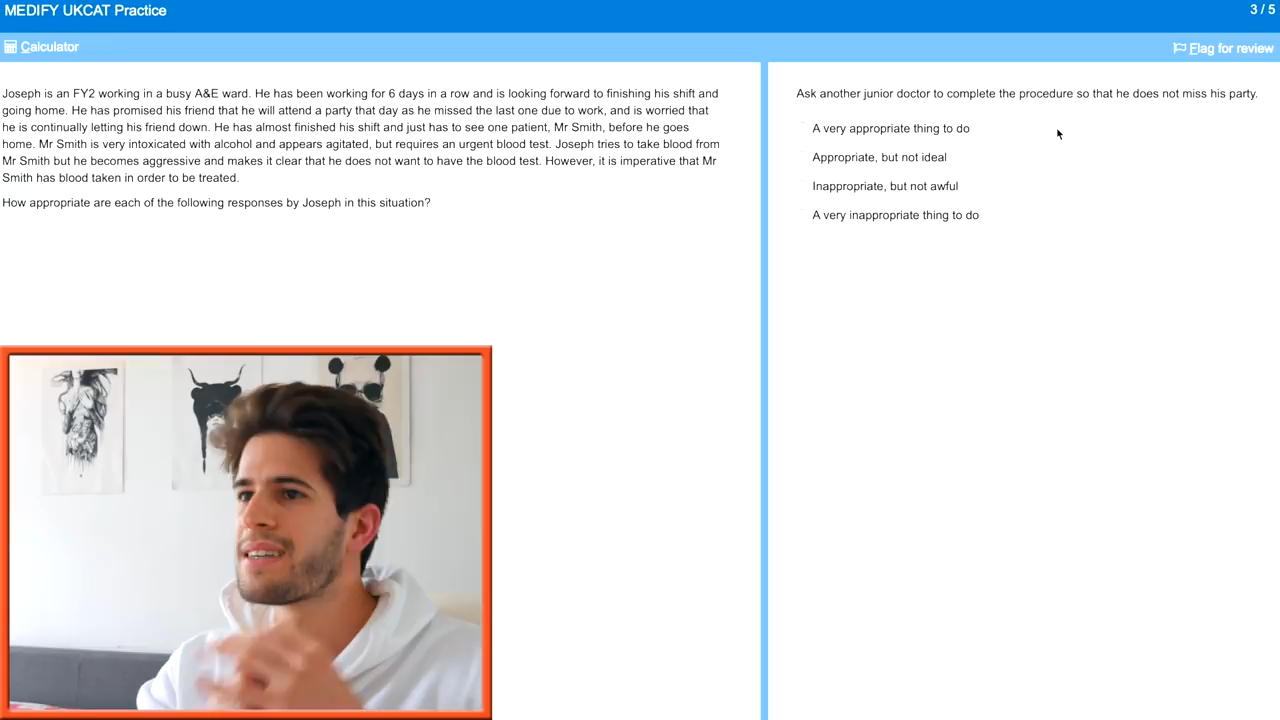 MEDIFY UKCAT Practice
3 / 5
Calculator
Flag for review
Joseph is an FY2 working in a busy A&E ward. He has been working for 6 days in a row and is looking forward to finishing his shift and
going home. He has promised his friend that he will attend a party that day as he missed the last one due to work, and is worried that
he is continually letting his friend down. He has almost finished his shift and just has to see one patient, Mr Smith, before he goes
home. Mr Smith is very intoxicated with alcohol and appears agitated, but requires an urgent blood test. Joseph tries to take blood from
Mr Smith but he becomes aggressive and makes it clear that he does not want to have the blood test. However, it is imperative that Mr
Smith has blood taken in order to be treated.
How appropriate are each of the following responses by Joseph in this situation?
Ask another junior doctor to complete the procedure so that he does not miss his party.
A very appropriate thing to do
Appropriate, but not ideal
Inappropriate, but not awful
A very inappropriate thing to do